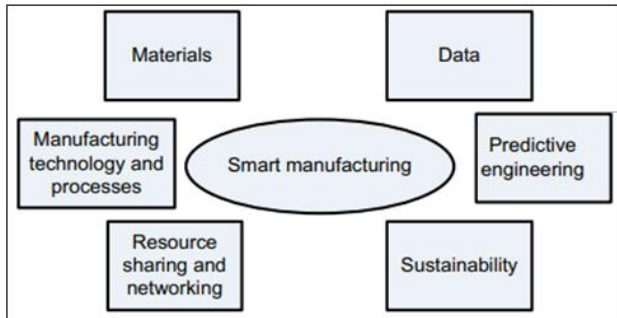 Materials
Data
Manufacturing
technology and
processes
Smart manufacturing
Predictive
engineering
Resource
sharing and
networking
Sustainability